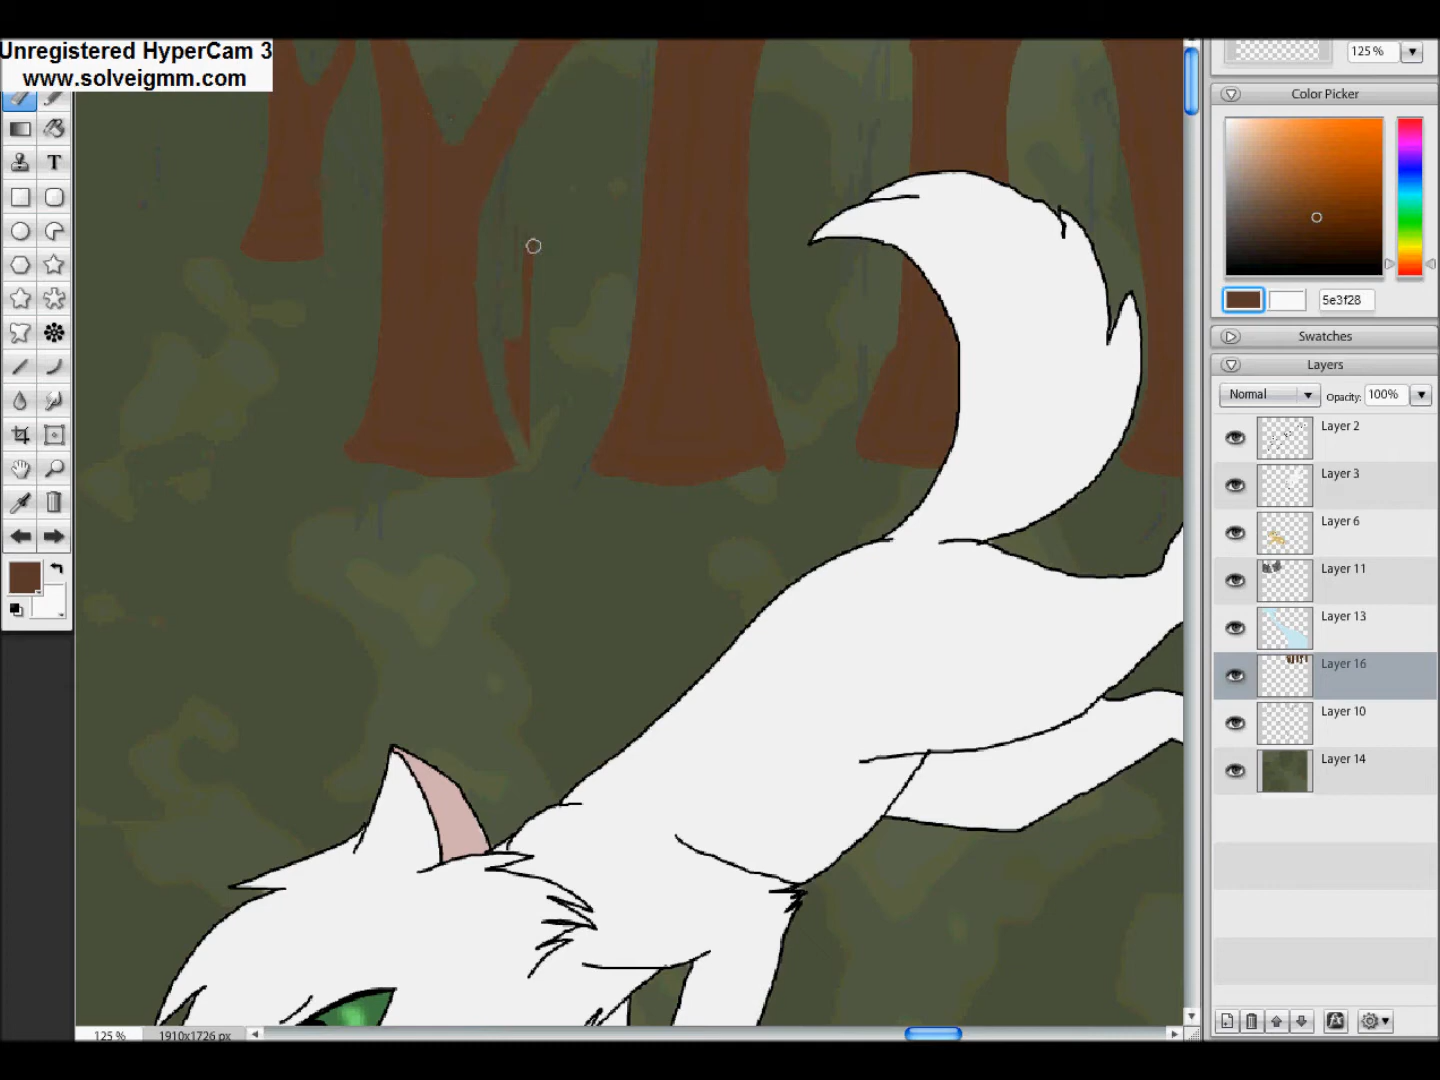 Unregistered HyperCam 3
www.solveigmm.com
125%
Color Picker
5e3f28
Swatches
Layers
Normal
Opacity: 100%
Layer 2
Layer 3
Layer 6
Layer 11
Layer 13
Layer 16
Layer 10
Layer 14
T
fx
125 %
1910x1726 px